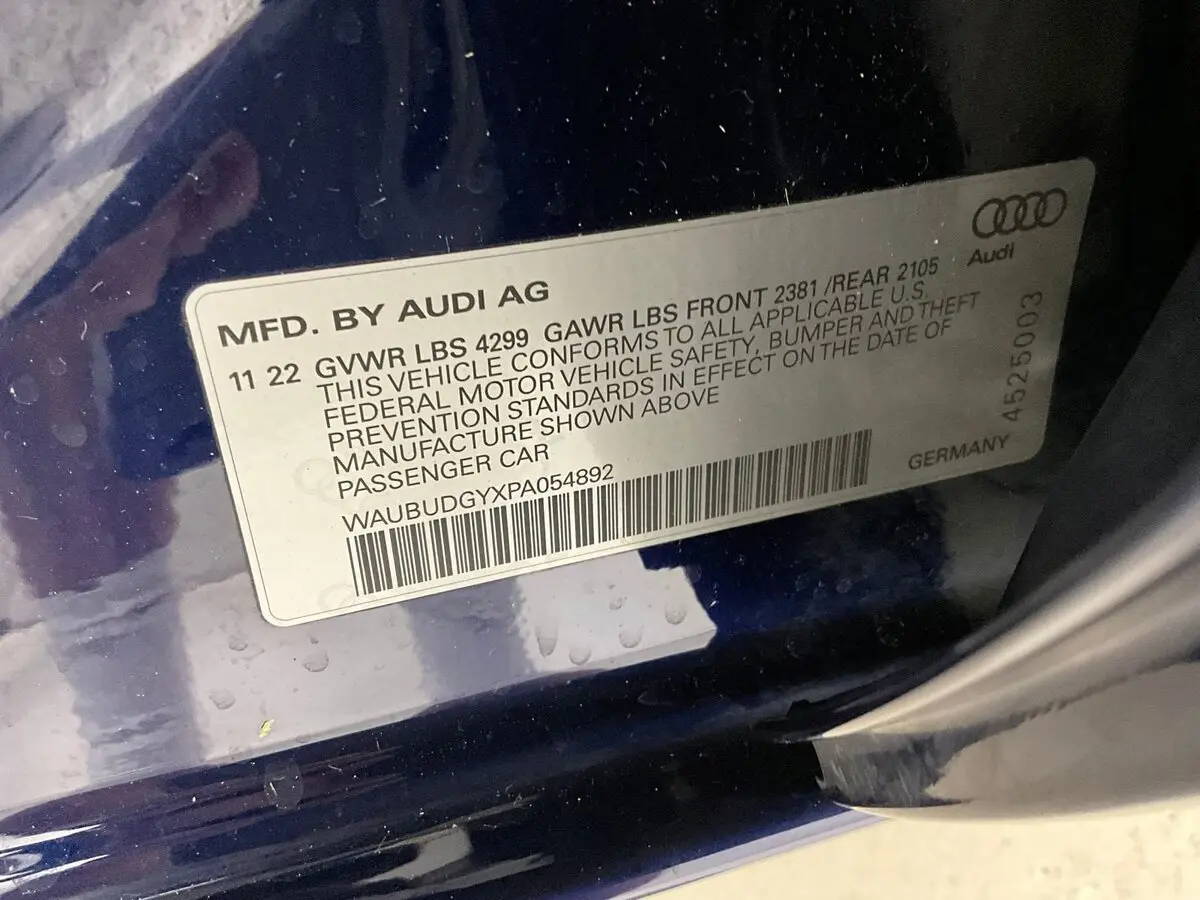 Audi
MFD. BY AUDI AG
11 22 GVWR LBS 4299 GAWR LBS FRONT 2381 /REAR 2105
THIS VEHICLE CONFORMS TO ALL APPLICABLE U.S.
FEDERAL MOTOR VEHICLE SAFETY, BUMPER AND THEFT
PREVENTION STANDARDS IN EFFECT ON THE DATE OF
MANUFACTURE SHOWN ABOVE
PASSENGER CAR
WAUBUDGYXPA054892
GERMANY
4525003